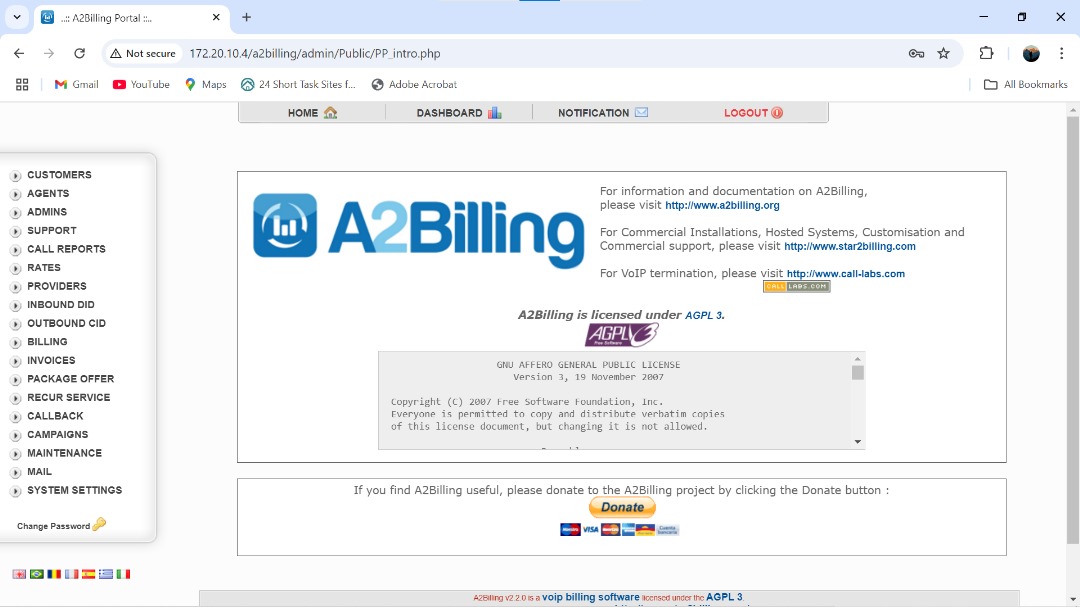 ..:: A2Billing Portal ::..
Not secure
172.20.10.4/a2billing/admin/Public/PP_intro.php
Gmail
YouTube
Maps
24 Short Task Sites f...
Adobe Acrobat
All Bookmarks
HOME
DASHBOARD
NOTIFICATION
LOGOUT
CUSTOMERS
AGENTS
ADMINS
SUPPORT
CALL REPORTS
RATES
PROVIDERS
INBOUND DID
OUTBOUND CID
BILLING
INVOICES
PACKAGE OFFER
RECUR SERVICE
CALLBACK
CAMPAIGNS
MAINTENANCE
MAIL
SYSTEM SETTINGS
Change Password
A2Billing
For information and documentation on A2Billing,
please visit http://www.a2billing.org
For Commercial Installations, Hosted Systems, Customisation and
Commercial support, please visit http://www.star2billing.com
For VoIP termination, please visit http://www.call-labs.com
CALL LABS.COM
A2Billing is licensed under AGPL 3.
AGPL v3
Free Software
GNU AFFERO GENERAL PUBLIC LICENSE
Version 3, 19 November 2007
Copyright (C) 2007 Free Software Foundation, Inc.
Everyone is permitted to copy and distribute verbatim copies
of this license document, but changing it is not allowed.
If you find A2Billing useful, please donate to the A2Billing project by clicking the Donate button :
Donate
VISA
A2Billing v2.2.0 is a voip billing software licensed under the AGPL 3.